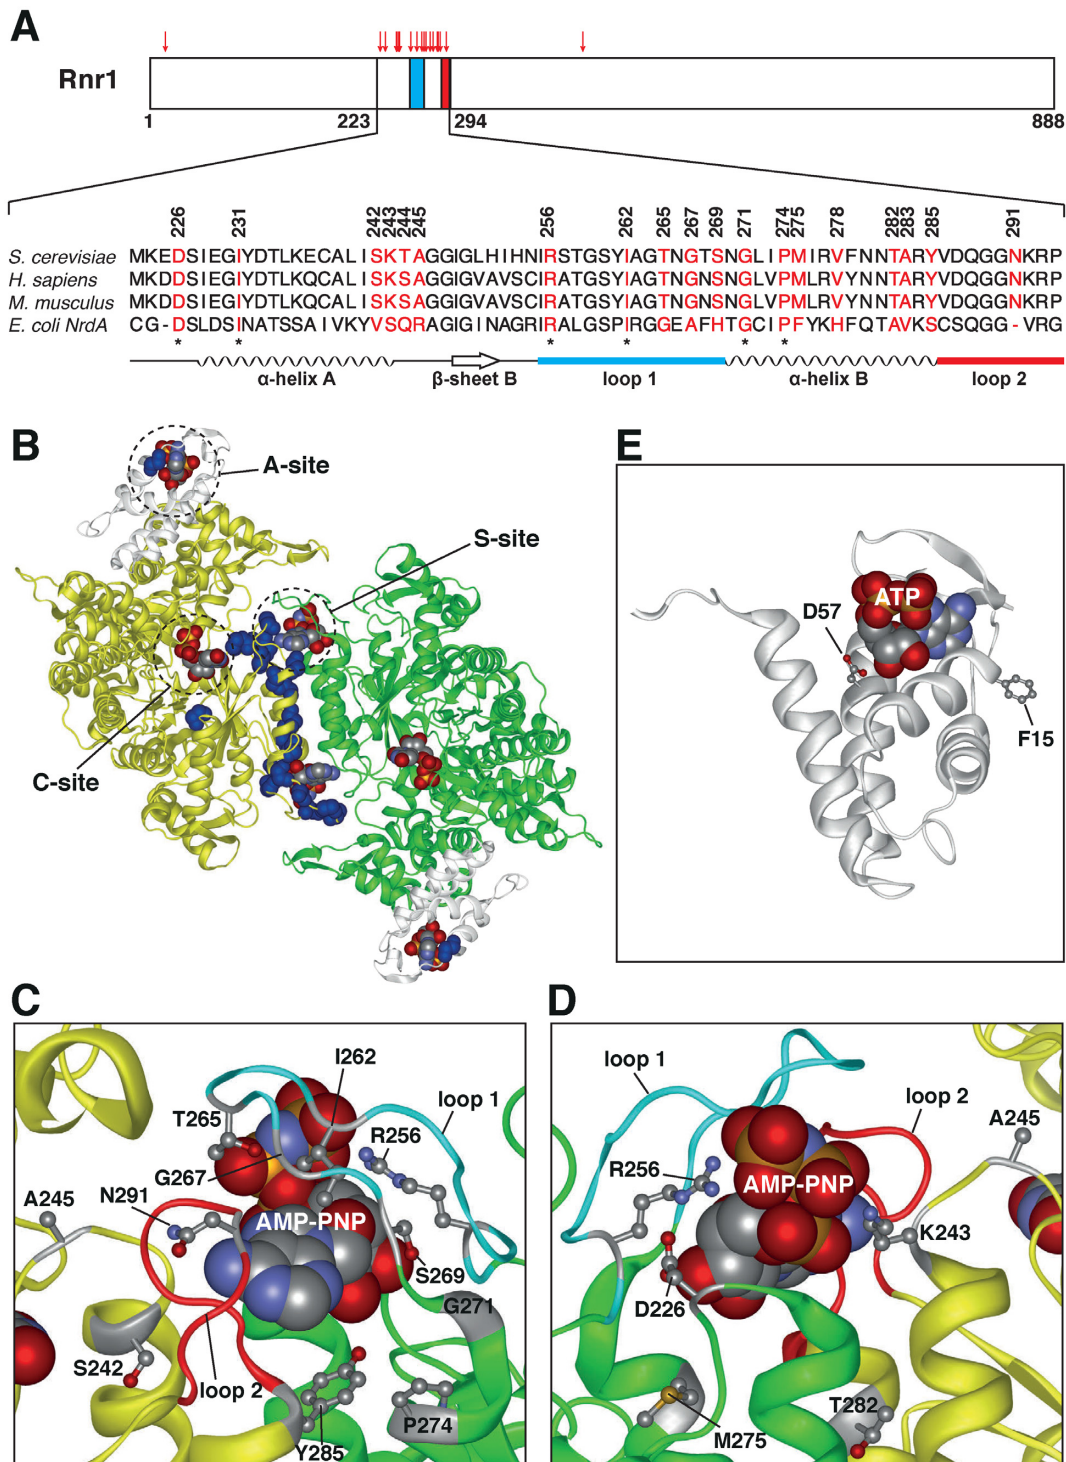 A
Rnr1
1
223
294
888
226 231 242 243 244 245 256 262 265 267 269 271 274 275 278 282 283 285 291
S. cerevisiae MKEDSIEGIYDTLKECALISKTAGGIGLHIHNIRSTGSYIAGTNGTSNGLIPMIRVFNNTARYVDQGGNKRP
H. sapiens MKDDSIEGIYDTLKQCALISKSAGGIGVAVSCIRATGSYIAGTNGNSNGLVPMLRVYNNTARYVDQGGNKRP
M. musculus MKDDSIEGIYDTLKQCALISKSAGGIGVAVSCIRATGSYIAGTNGNSNGLVPMLRVYNNTARYVDQGGNKRP
E. coli NrdA CG-DSLDSINATSSAIVKYVSQRAGIGINAGRIRALGSPIRGGEAFHTGCIPFYKHFQTAVKSCSQGG-VRG
* * * * * *
α-helix A β-sheet B loop 1 α-helix B loop 2
B
A-site
S-site
C-site
E
ATP
D57
F15
C
I262
T265
loop 1
R256
G267
A245
N291
AMP-PNP
S269
G271
S242
loop 2
P274
Y285
D
loop 1
loop 2
A245
R256
AMP-PNP
K243
D226
T282
M275